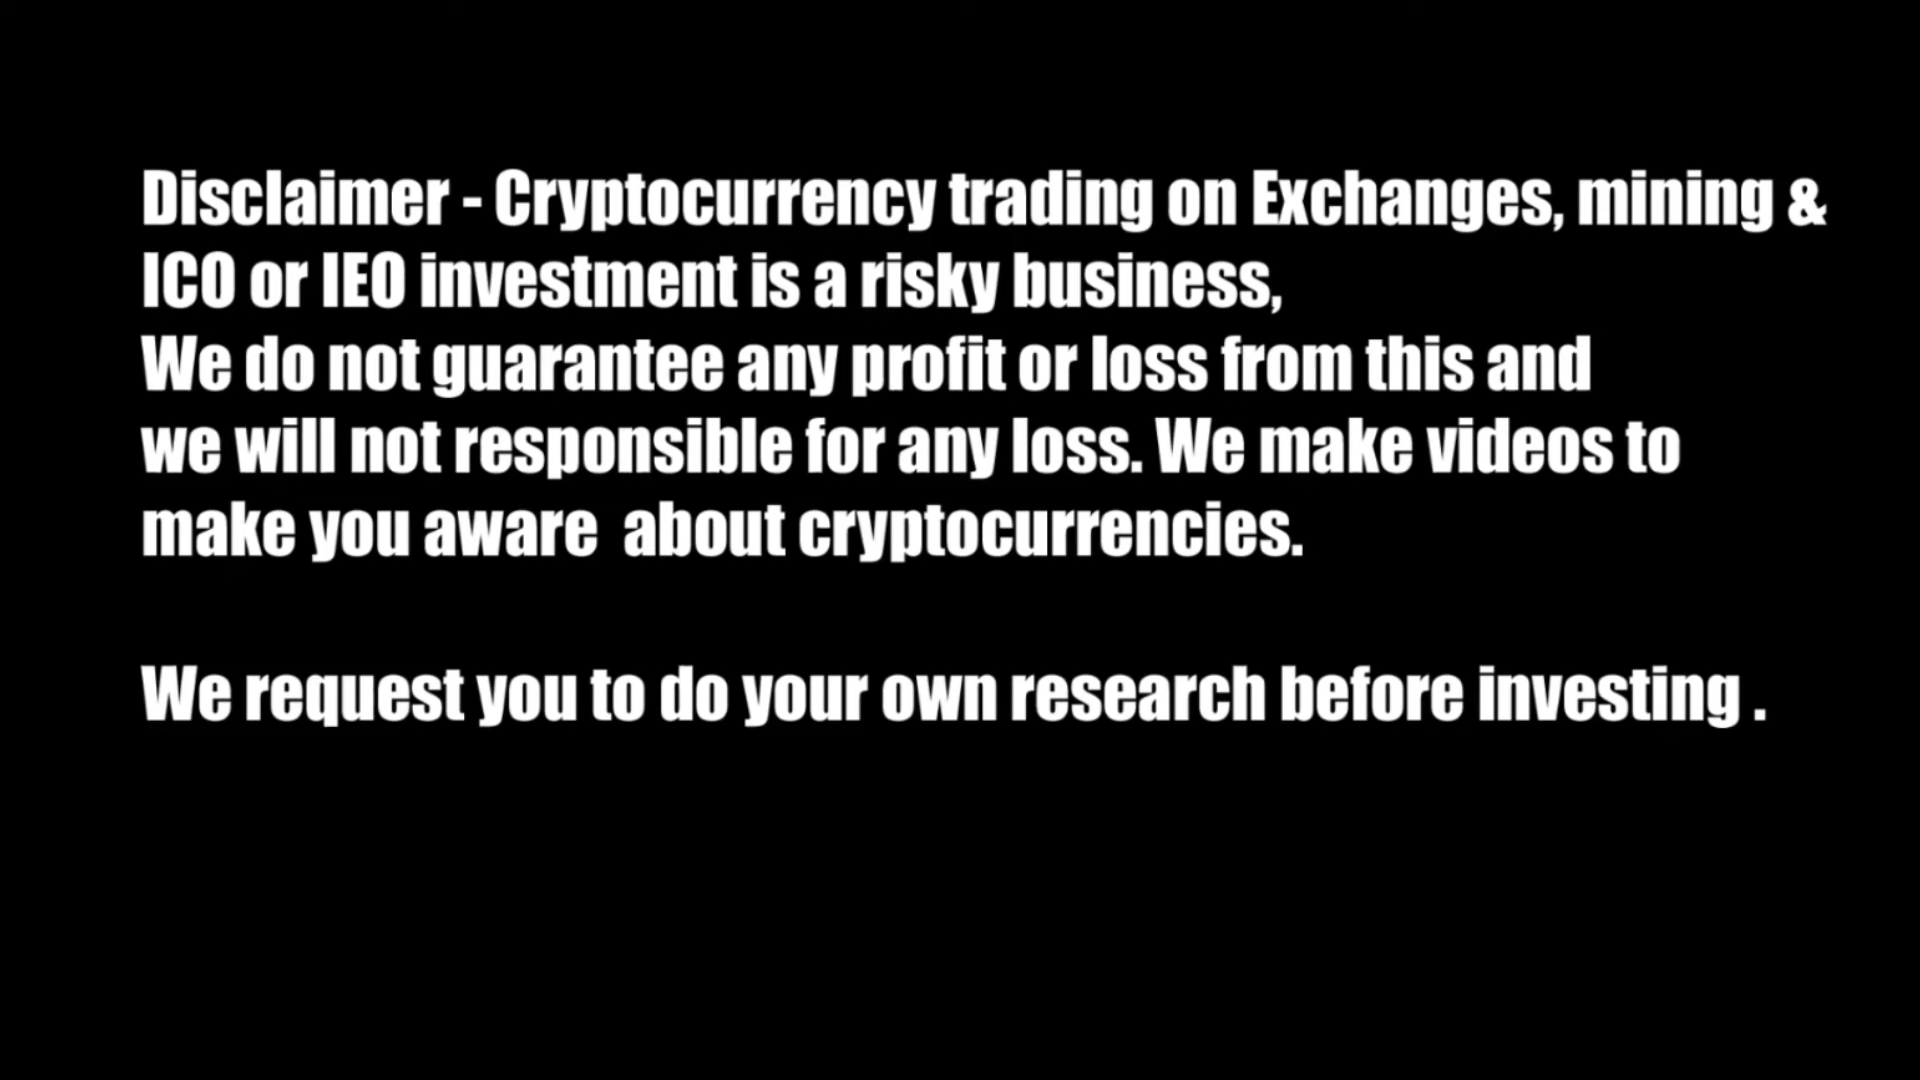 Disclaimer - Cryptocurrency trading on Exchanges, mining &
ICO or IEO investment is a risky business,
We do not guarantee any profit or loss from this and
we will not responsible for any loss. We make videos to
make you aware  about cryptocurrencies.
We request you to do your own research before investing .